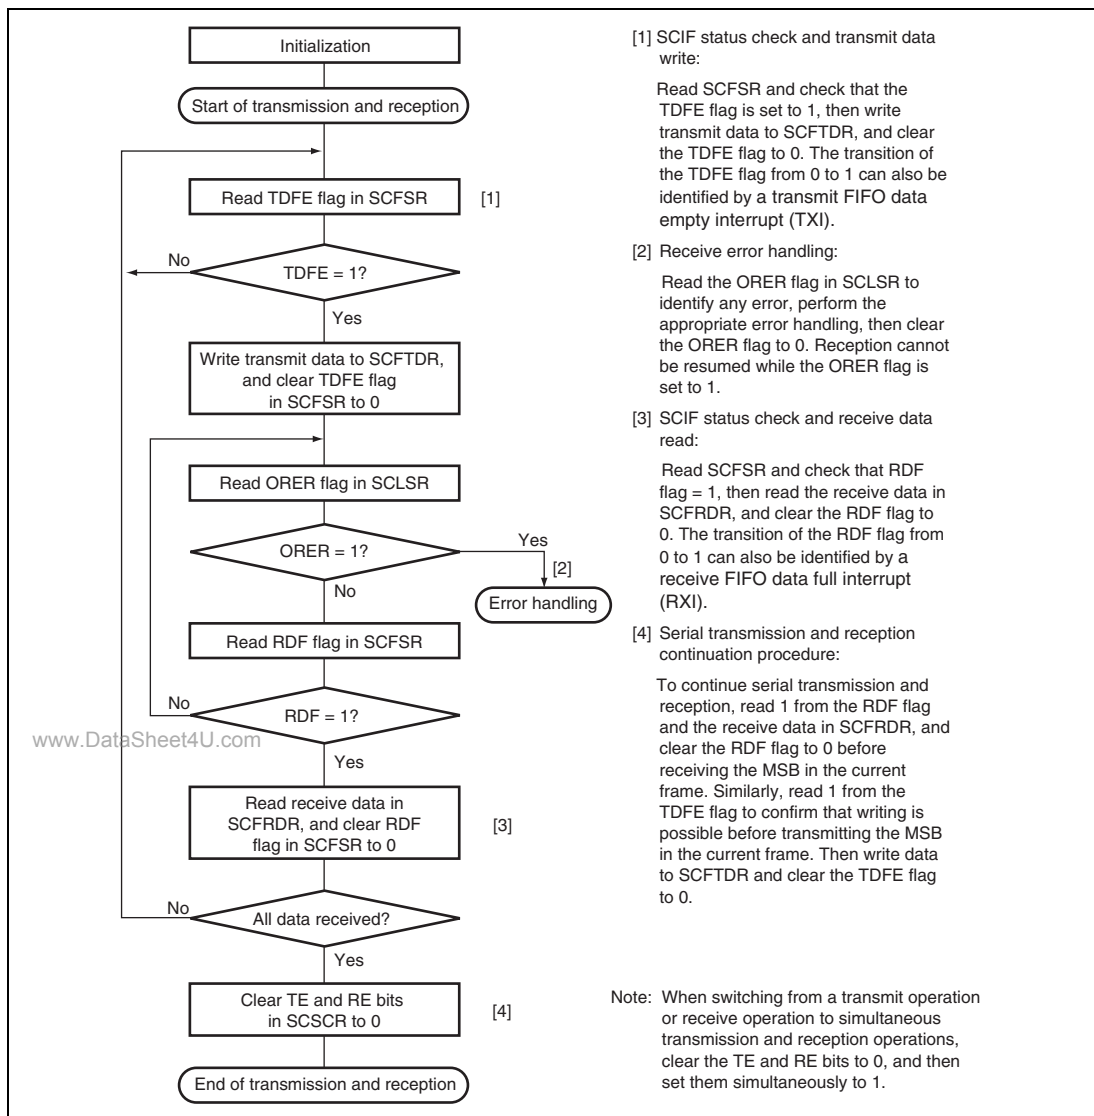 Initialization
Start of transmission and reception
Read TDFE flag in SCFSR
[1]
No
TDFE = 1?
Yes
Write transmit data to SCFTDR,
and clear TDFE flag
in SCFSR to 0
Read ORER flag in SCLSR
ORER = 1?
Yes
[2]
Error handling
No
Read RDF flag in SCFSR
No
RDF = 1?
www.DataSheet4U.com
Yes
Read receive data in
SCFRDR, and clear RDF
flag in SCFSR to 0
[3]
No
All data received?
Yes
Clear TE and RE bits
in SCSCR to 0
[4]
End of transmission and reception
[1] SCIF status check and transmit data
write:
Read SCFSR and check that the
TDFE flag is set to 1, then write
transmit data to SCFTDR, and clear
the TDFE flag to 0. The transition of
the TDFE flag from 0 to 1 can also be
identified by a transmit FIFO data
empty interrupt (TXI).
[2] Receive error handling:
Read the ORER flag in SCLSR to
identify any error, perform the
appropriate error handling, then clear
the ORER flag to 0. Reception cannot
be resumed while the ORER flag is
set to 1.
[3] SCIF status check and receive data
read:
Read SCFSR and check that RDF
flag = 1, then read the receive data in
SCFRDR, and clear the RDF flag to
0. The transition of the RDF flag from
0 to 1 can also be identified by a
receive FIFO data full interrupt
(RXI).
[4] Serial transmission and reception
continuation procedure:
To continue serial transmission and
reception, read 1 from the RDF flag
and the receive data in SCFRDR, and
clear the RDF flag to 0 before
receiving the MSB in the current
frame. Similarly, read 1 from the
TDFE flag to confirm that writing is
possible before transmitting the MSB
in the current frame. Then write data
to SCFTDR and clear the TDFE flag
to 0.
Note: When switching from a transmit operation
or receive operation to simultaneous
transmission and reception operations,
clear the TE and RE bits to 0, and then
set them simultaneously to 1.